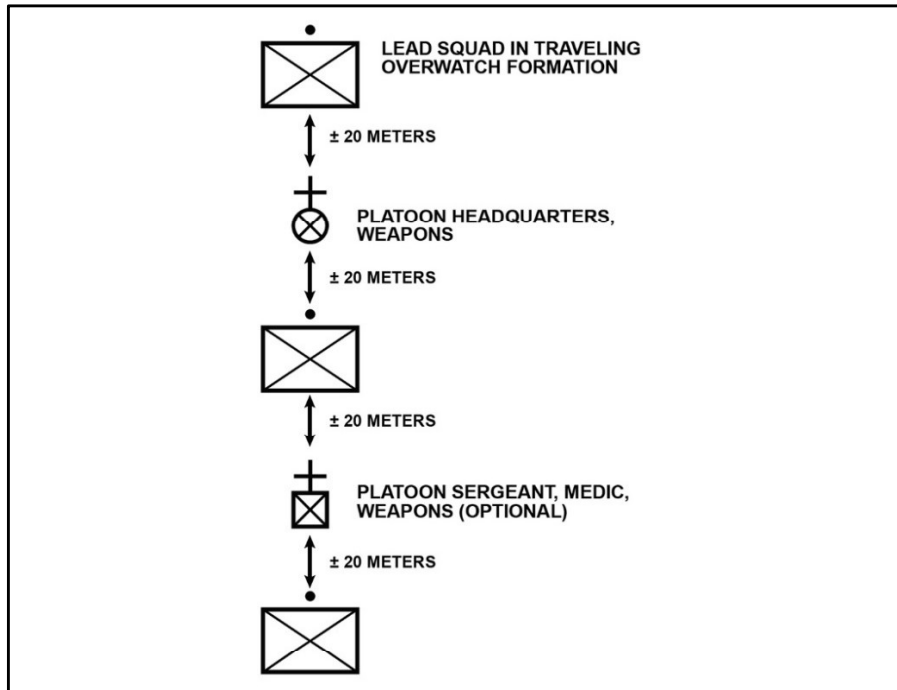 LEAD SQUAD IN TRAVELING
OVERWATCH FORMATION
± 20 METERS
PLATOON HEADQUARTERS,
WEAPONS
± 20 METERS
± 20 METERS
PLATOON SERGEANT, MEDIC,
WEAPONS (OPTIONAL)
± 20 METERS